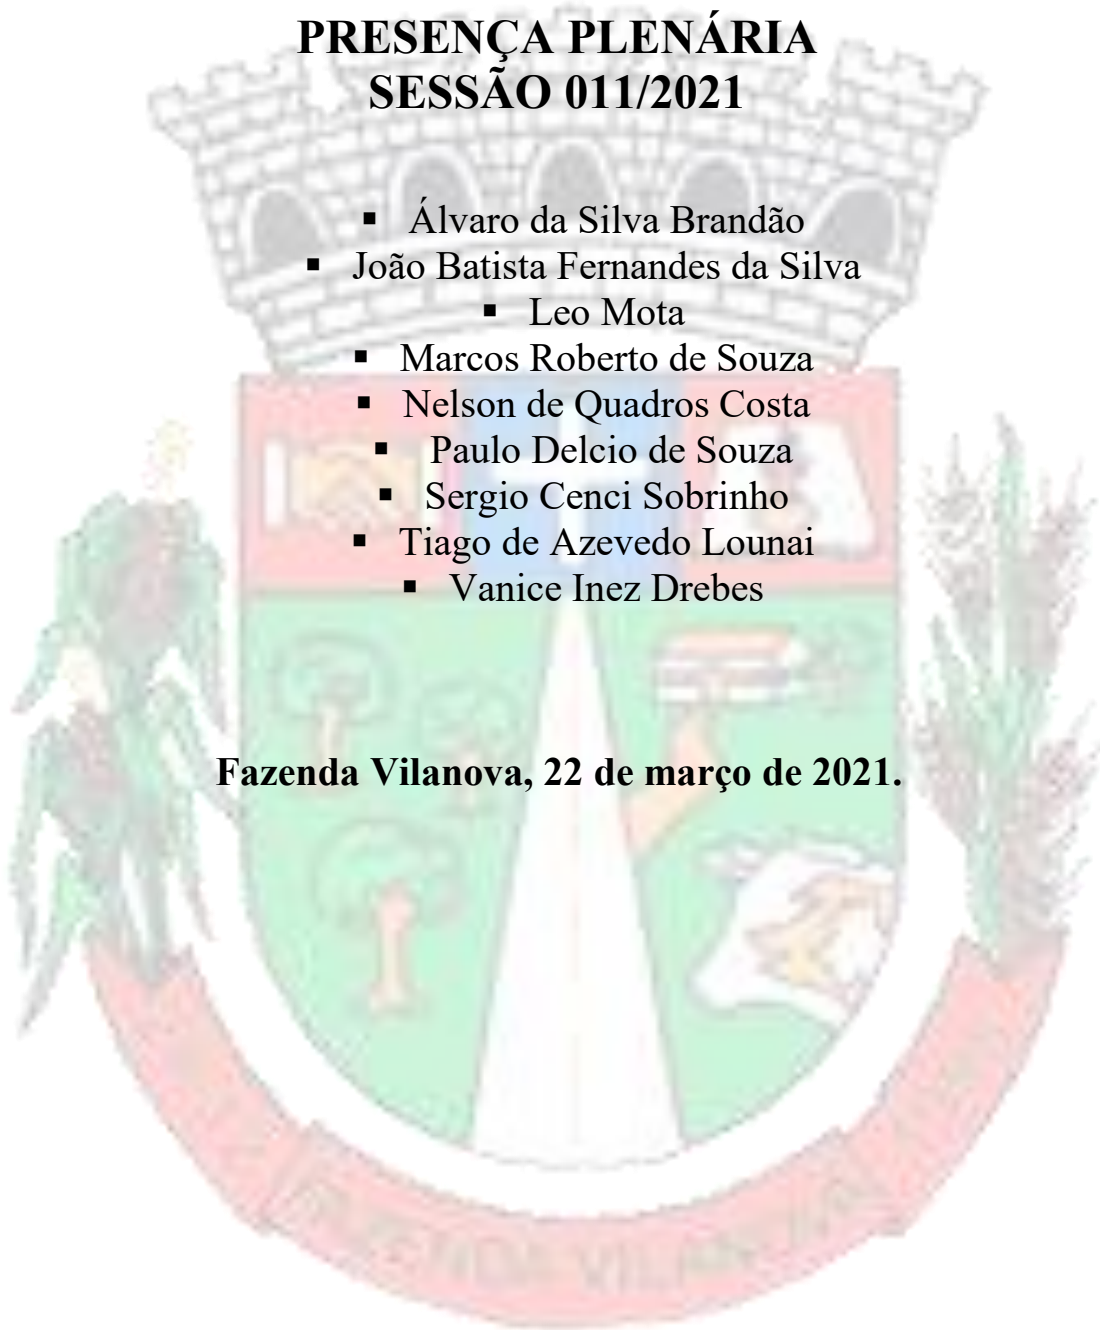 PRESENÇA PLENÁRIA
SESSÃO 011/2021
▪ Álvaro da Silva Brandão
▪ João Batista Fernandes da Silva
▪ Leo Mota
▪ Marcos Roberto de Souza
▪ Nelson de Quadros Costa
▪ Paulo Delcio de Souza
▪ Sergio Cenci Sobrinho
▪ Tiago de Azevedo Lounai
▪ Vanice Inez Drebes
Fazenda Vilanova, 22 de março de 2021.
FAZENDA VILANOVA